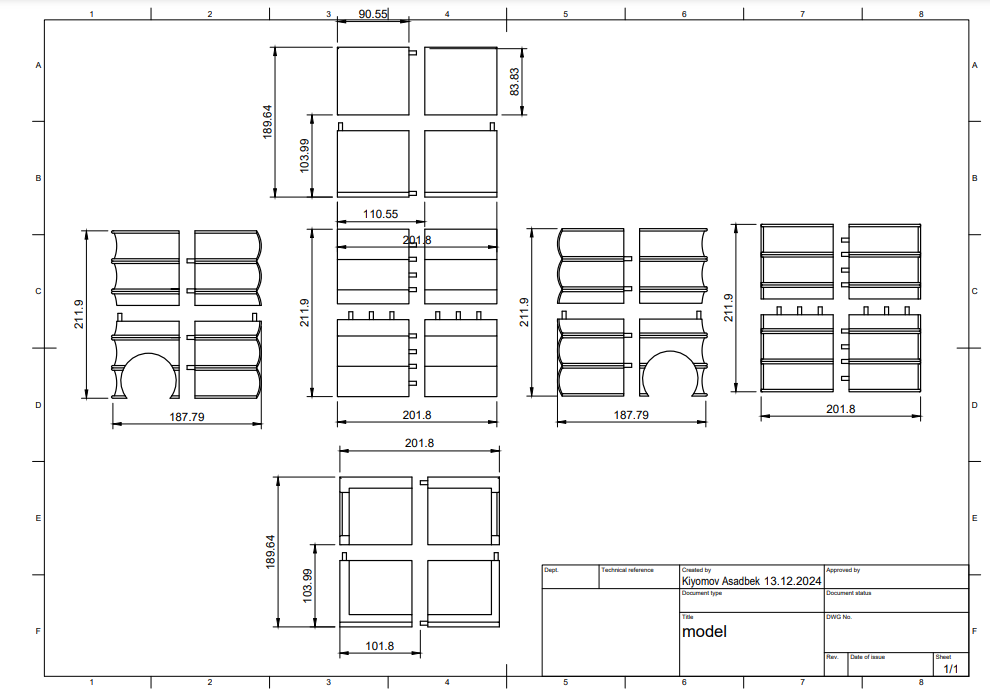 1 2 3 4 5 6 7 8
90.55
A A
83.83
189.64
103.99
B B
110.55
201.8
C C
211.9
211.9
211.9
211.9
D D
187.79
201.8
187.79
201.8
201.8
E E
189.64
103.99
101.8
F F
Dept. Technical reference Created by Approved by
Kiyomov Asadbek 13.12.2024
Document type Document status
Title DWG No.
model
Rev. Date of issue Sheet
1/1
1 2 3 4 5 6 7 8